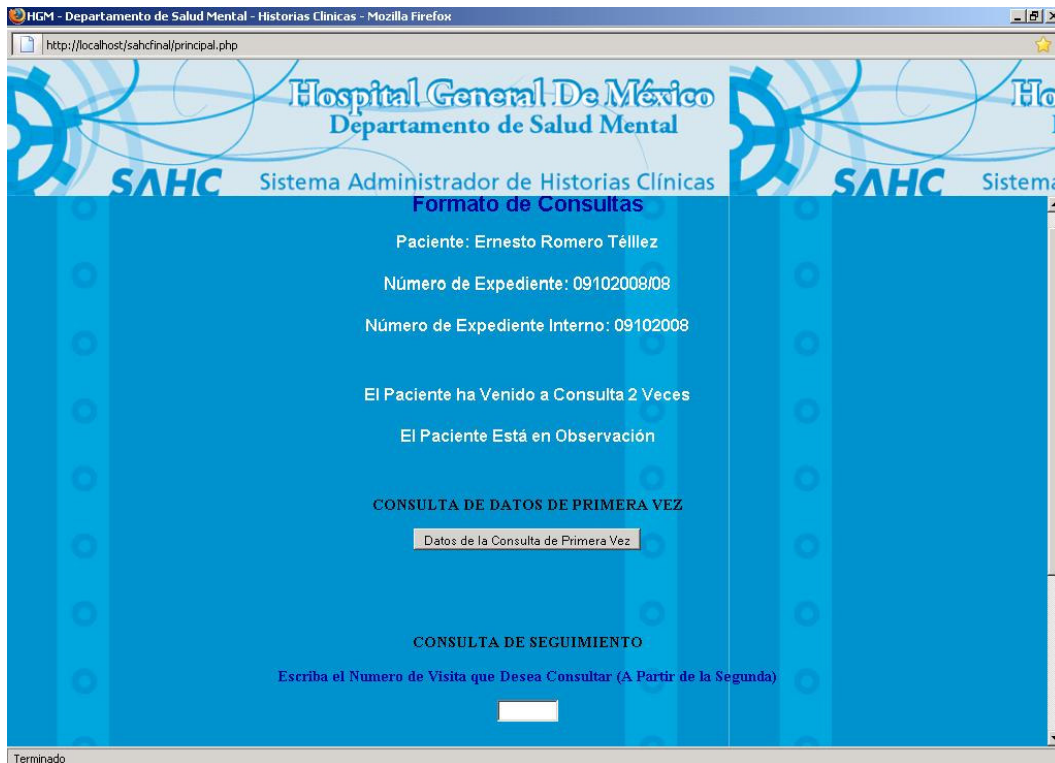 HGM - Departamento de Salud Mental - Historias Clínicas - Mozilla Firefox
http://localhost/sahcfinal/principal.php
Hospital General De México
Departamento de Salud Mental
SAHC Sistema Administrador de Historias Clínicas
Ho
SAHC Sistema
Formato de Consultas
Paciente: Ernesto Romero Télllez
Número de Expediente: 09102008/08
Número de Expediente Interno: 09102008
El Paciente ha Venido a Consulta 2 Veces
El Paciente Está en Observación
CONSULTA DE DATOS DE PRIMERA VEZ
Datos de la Consulta de Primera Vez
CONSULTA DE SEGUIMIENTO
Escriba el Numero de Visita que Desea Consultar (A Partir de la Segunda)
Terminado